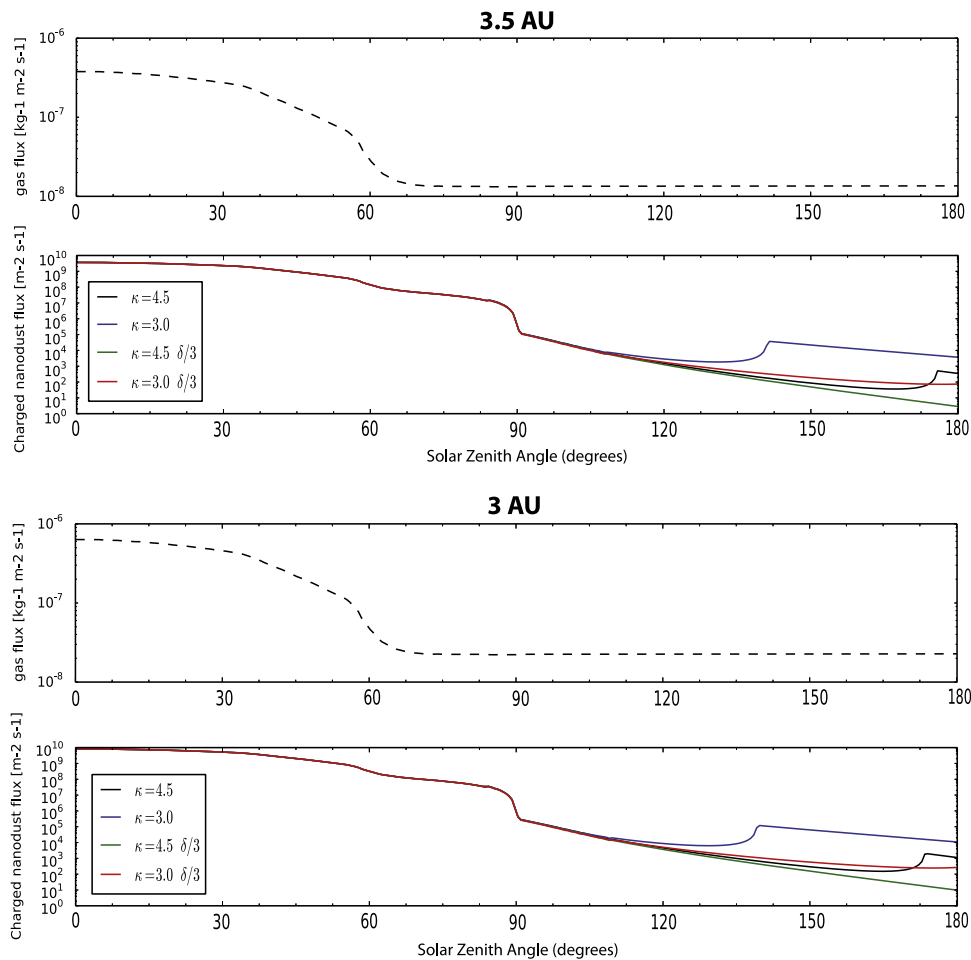 3.5 AU
gas flux [kg-1 m-2 s-1]
10^-6
10^-7
10^-8
0 30 60 90 120 150 180
Charged nanodust flux [m-2 s-1]
10^10
10^9
10^8
10^7
10^6
10^5
10^4
10^3
10^2
10^1
10^0
κ=4.5
κ=3.0
κ=4.5 δ/3
κ=3.0 δ/3
0 30 60 90 120 150 180
Solar Zenith Angle (degrees)
3 AU
gas flux [kg-1 m-2 s-1]
10^-6
10^-7
10^-8
0 30 60 90 120 150 180
Charged nanodust flux [m-2 s-1]
10^10
10^9
10^8
10^7
10^6
10^5
10^4
10^3
10^2
10^1
10^0
κ=4.5
κ=3.0
κ=4.5 δ/3
κ=3.0 δ/3
0 30 60 90 120 150 180
Solar Zenith Angle (degrees)